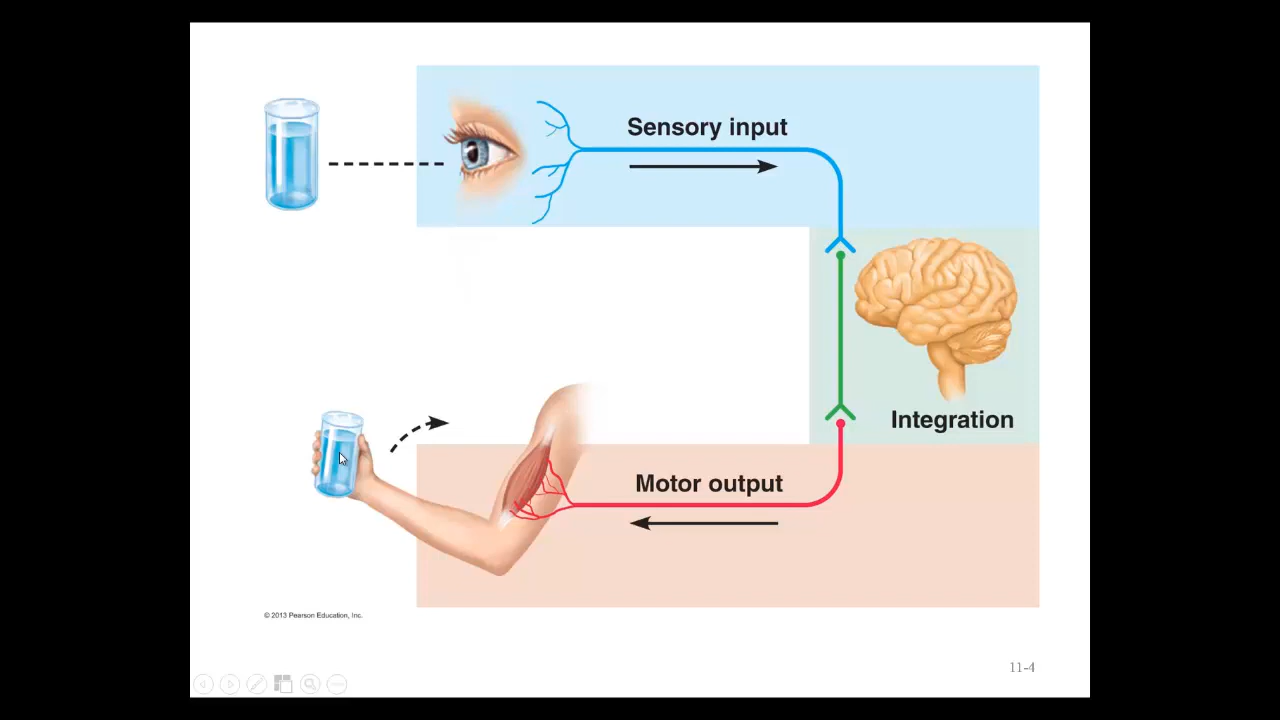 Sensory input
Integration
Motor output
© 2013 Pearson Education, Inc.
11-4